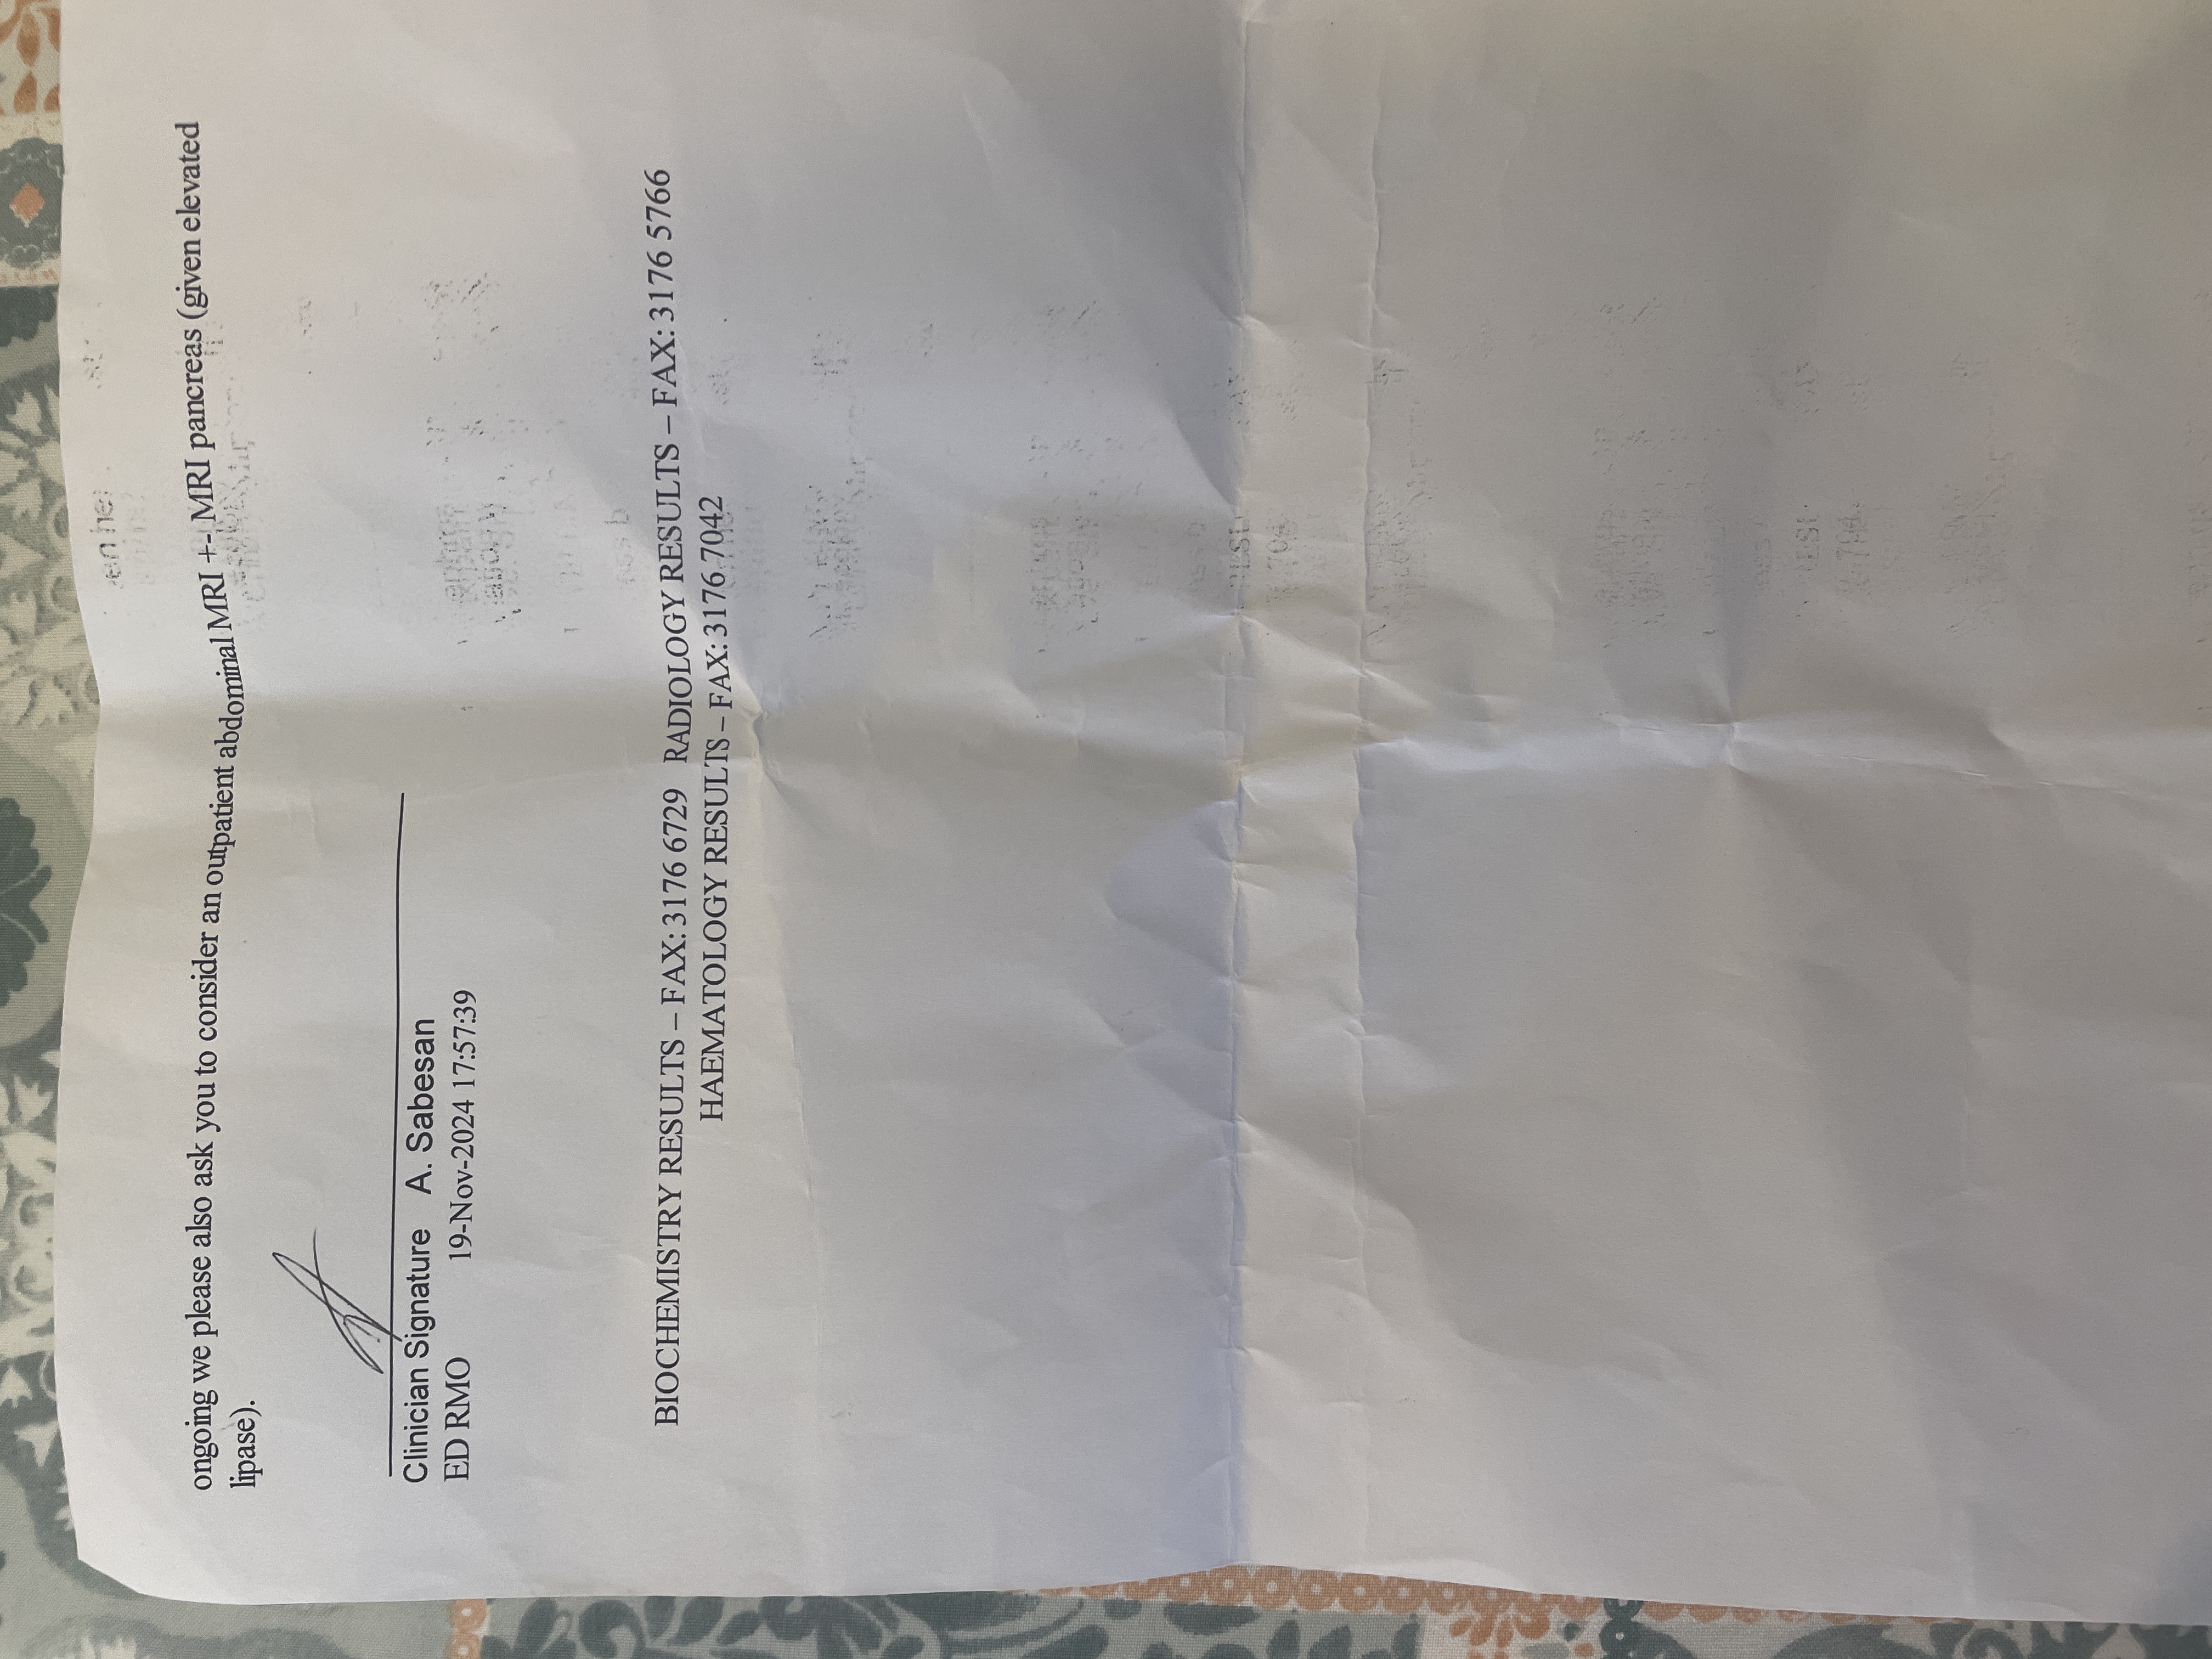 ongoing we please also ask you to consider an outpatient abdominal MRI +- MRI pancreas (given elevated
lipase).
Clinician Signature A. Sabesan
ED RMO 19-Nov-2024 17:57:39
BIOCHEMISTRY RESULTS – FAX: 3176 6729 RADIOLOGY RESULTS – FAX: 3176 5766
HAEMATOLOGY RESULTS – FAX: 3176 7042